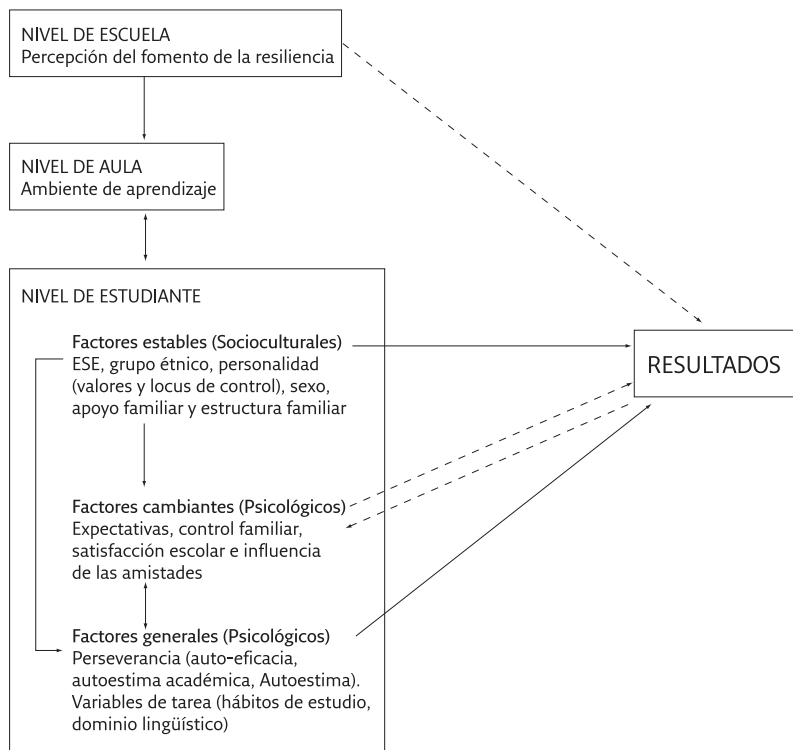 NIVEL DE ESCUELA
Percepción del fomento de la resiliencia
NIVEL DE AULA
Ambiente de aprendizaje
NIVEL DE ESTUDIANTE
Factores estables (Socioculturales)
ESE, grupo étnico, personalidad
(valores y locus de control), sexo,
apoyo familiar y estructura familiar
Factores cambiantes (Psicológicos)
Expectativas, control familiar,
satisfacción escolar e influencia
de las amistades
Factores generales (Psicológicos)
Perseverancia (auto-eficacia,
autoestima académica, Autoestima).
Variables de tarea (hábitos de estudio,
dominio lingüístico)
RESULTADOS